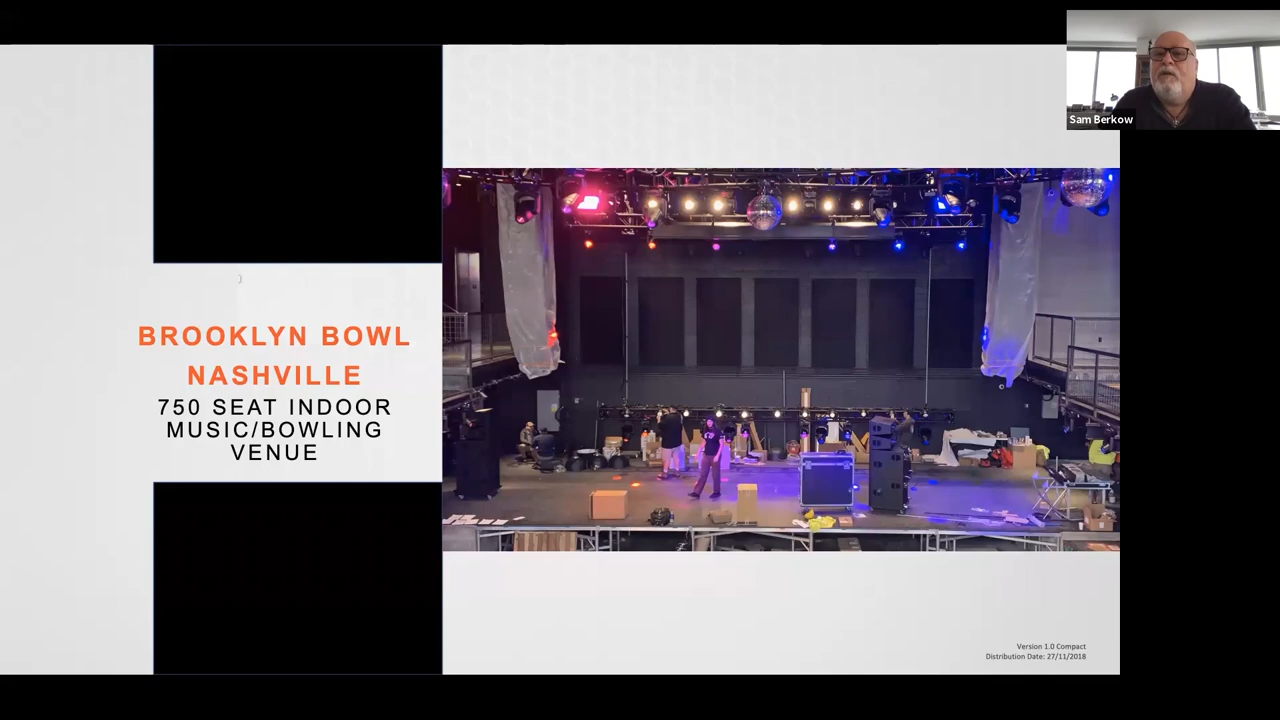 Sam Berkow
BROOKLYN BOWL
NASHVILLE
750 SEAT INDOOR
MUSIC/BOWLING
VENUE
Version 1.0 Compact
Distribution Date: 27/11/2018